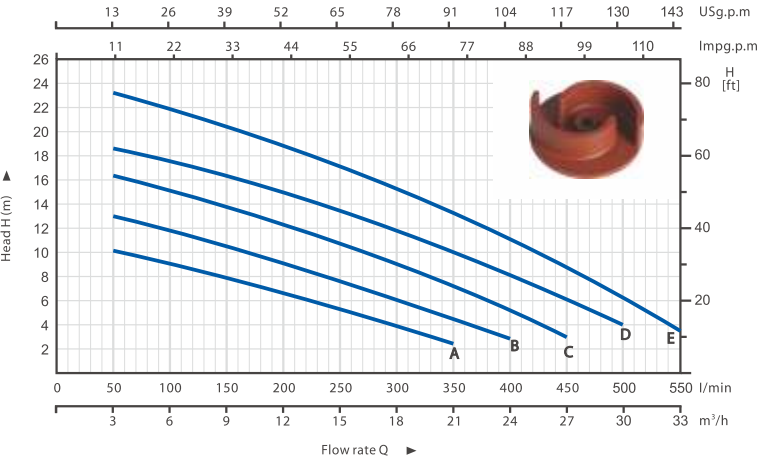 13 26 39 52 65 78 91 104 117 130 143 USg.p.m
11 22 33 44 55 66 77 88 99 110 Impg.p.m
26
24
22
20
18
16
14
12
10
8
6
4
2
Head H (m)
H
[ft]
80
60
40
20
A
B
C
D
E
0 50 100 150 200 250 300 350 400 450 500 550 l/min
3 6 9 12 15 18 21 24 27 30 33 m³/h
Flow rate Q